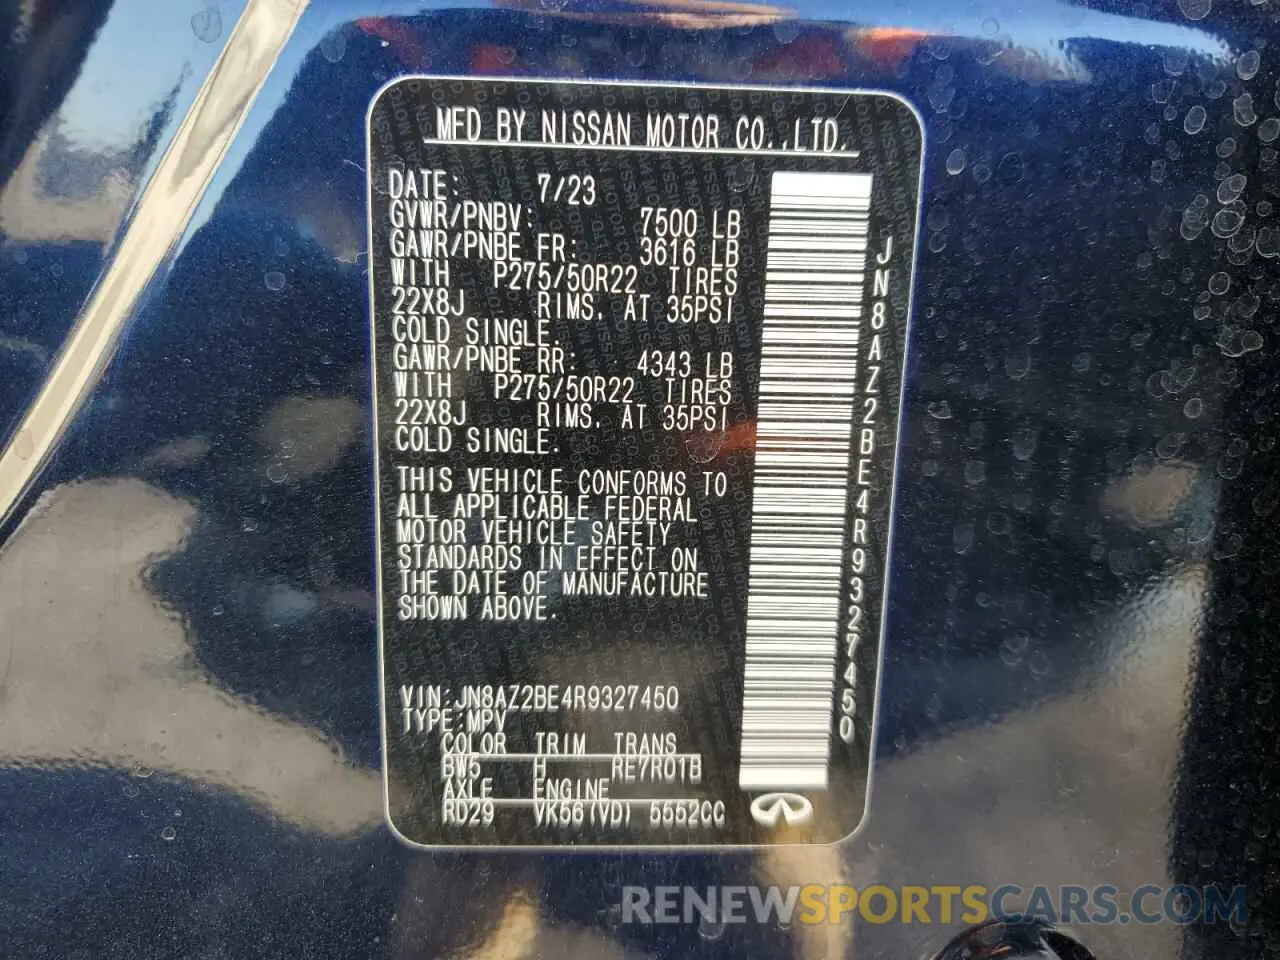 MFD BY NISSAN MOTOR CO.,LTD.
DATE: 7/23
GVWR/PNBV: 7500 LB
GAWR/PNBE FR: 3616 LB
WITH P275/50R22 TIRES
22X8J RIMS. AT 35PSI
COLD SINGLE.
GAWR/PNBE RR: 4343 LB
WITH P275/50R22 TIRES
22X8J RIMS. AT 35PSI
COLD SINGLE.
THIS VEHICLE CONFORMS TO
ALL APPLICABLE FEDERAL
MOTOR VEHICLE SAFETY
STANDARDS IN EFFECT ON
THE DATE OF MANUFACTURE
SHOWN ABOVE.
VIN:JN8AZ2BE4R9327450
TYPE:MPV
COLOR TRIM TRANS
BW5 H RE7R01B
AXLE ENGINE
RD29 VK56(VD) 5552CC
JN8AZ2BE4R9327450
RENEWSPORTSCARS.COM